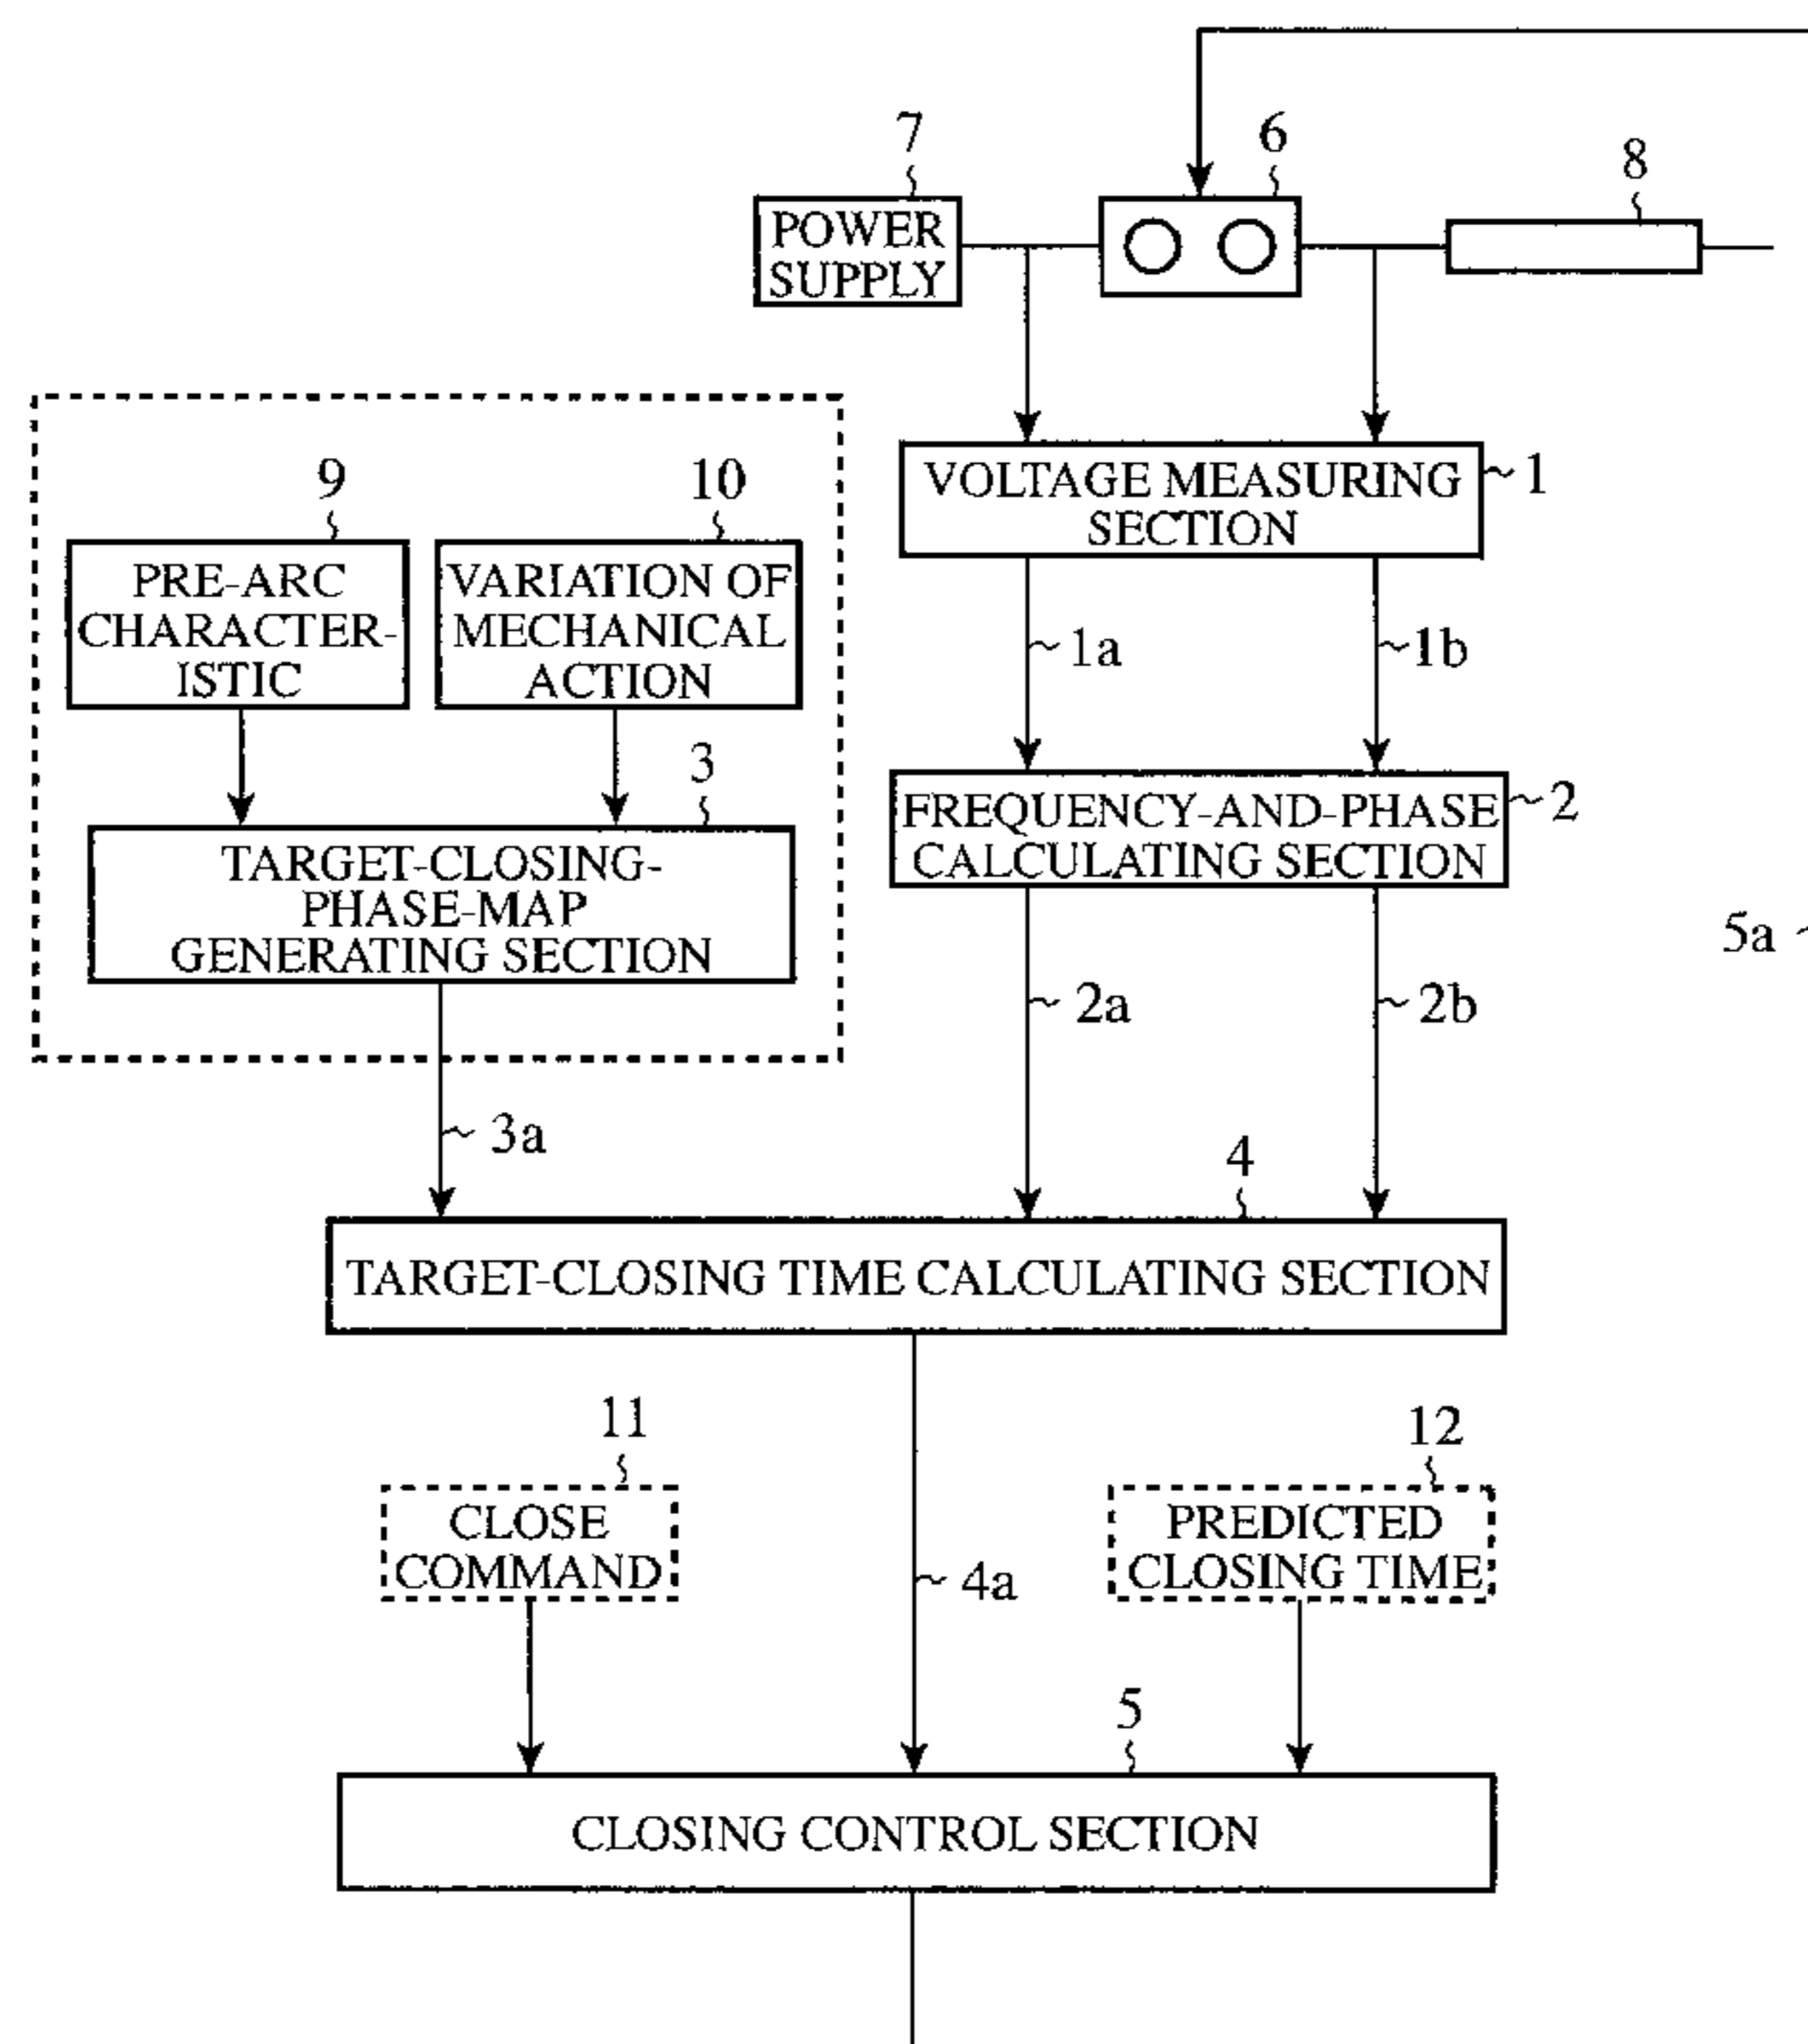 7
6
8
POWER
SUPPLY
VOLTAGE MEASURING
SECTION
1
9
10
PRE-ARC
CHARACTER-
ISTIC
VARIATION OF
MECHANICAL
ACTION
1a
1b
3
FREQUENCY-AND-PHASE
CALCULATING SECTION
2
TARGET-CLOSING-
PHASE-MAP
GENERATING SECTION
5a
2a
2b
3a
4
TARGET-CLOSING TIME CALCULATING SECTION
11
12
CLOSE
COMMAND
PREDICTED
CLOSING TIME
4a
5
CLOSING CONTROL SECTION